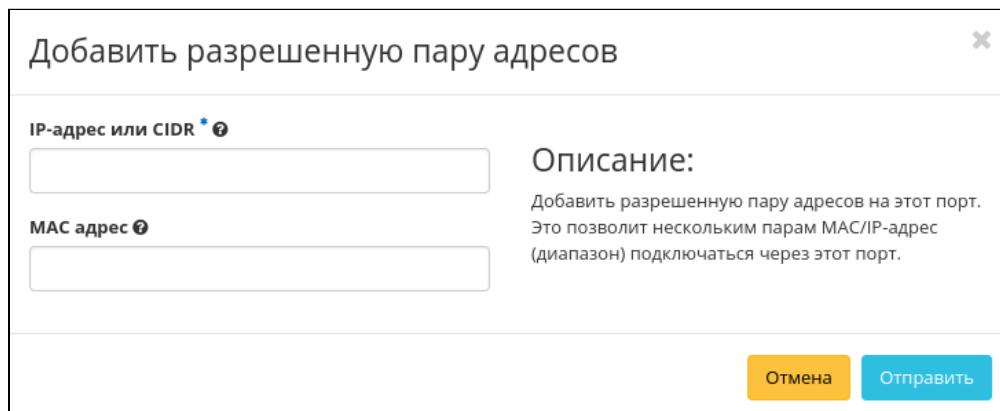 Добавить разрешенную пару адресов
×
IP-адрес или CIDR *
MAC адрес
Описание:
Добавить разрешенную пару адресов на этот порт.
Это позволит нескольким парам MAC/IP-адрес
(диапазон) подключаться через этот порт.
Отмена
Отправить